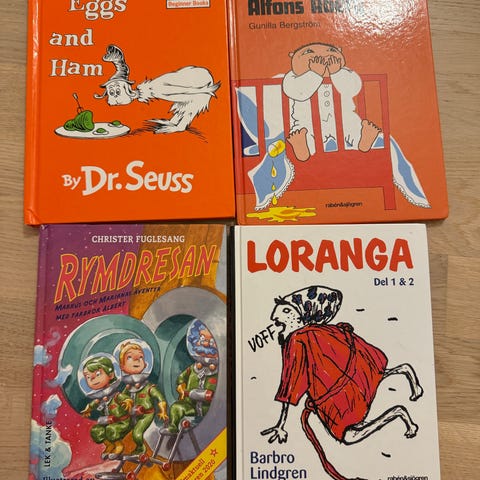 Eggs
and
Ham
By Dr. Seuss
Beginner Books
Alfons
Gunilla Bergström
rabén&sjögren
CHRISTER FUGLESANG
RYMDRESAN
MARKUS OCH MARIANAS ÄVENTYR
MED FARBROR ALBERT
LEK & TANKE
LORANGA
Del 1 & 2
VOFF
Barbro
Lindgren
rabén&sjögren